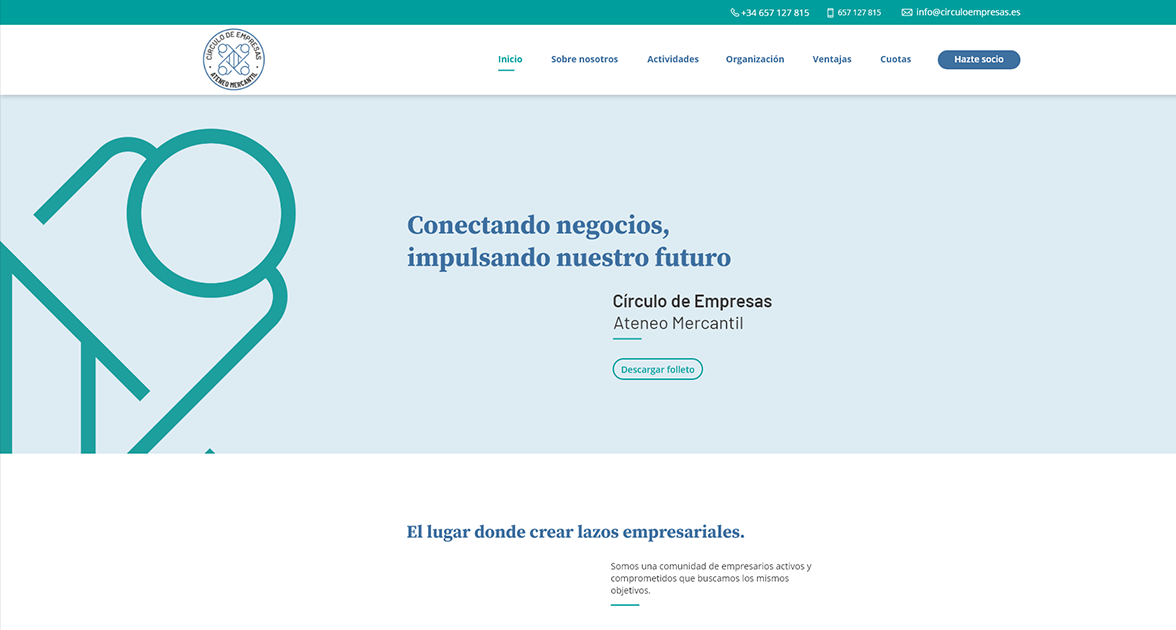 +34 657 127 815
657 127 815
info@circuloempresas.es
CÍRCULO DE EMPRESAS
ATENEO MERCANTIL
Inicio
Sobre nosotros
Actividades
Organización
Ventajas
Cuotas
Hazte socio
Conectando negocios,
impulsando nuestro futuro
Círculo de Empresas
Ateneo Mercantil
Descargar folleto
El lugar donde crear lazos empresariales.
Somos una comunidad de empresarios activos y
comprometidos que buscamos los mismos
objetivos.